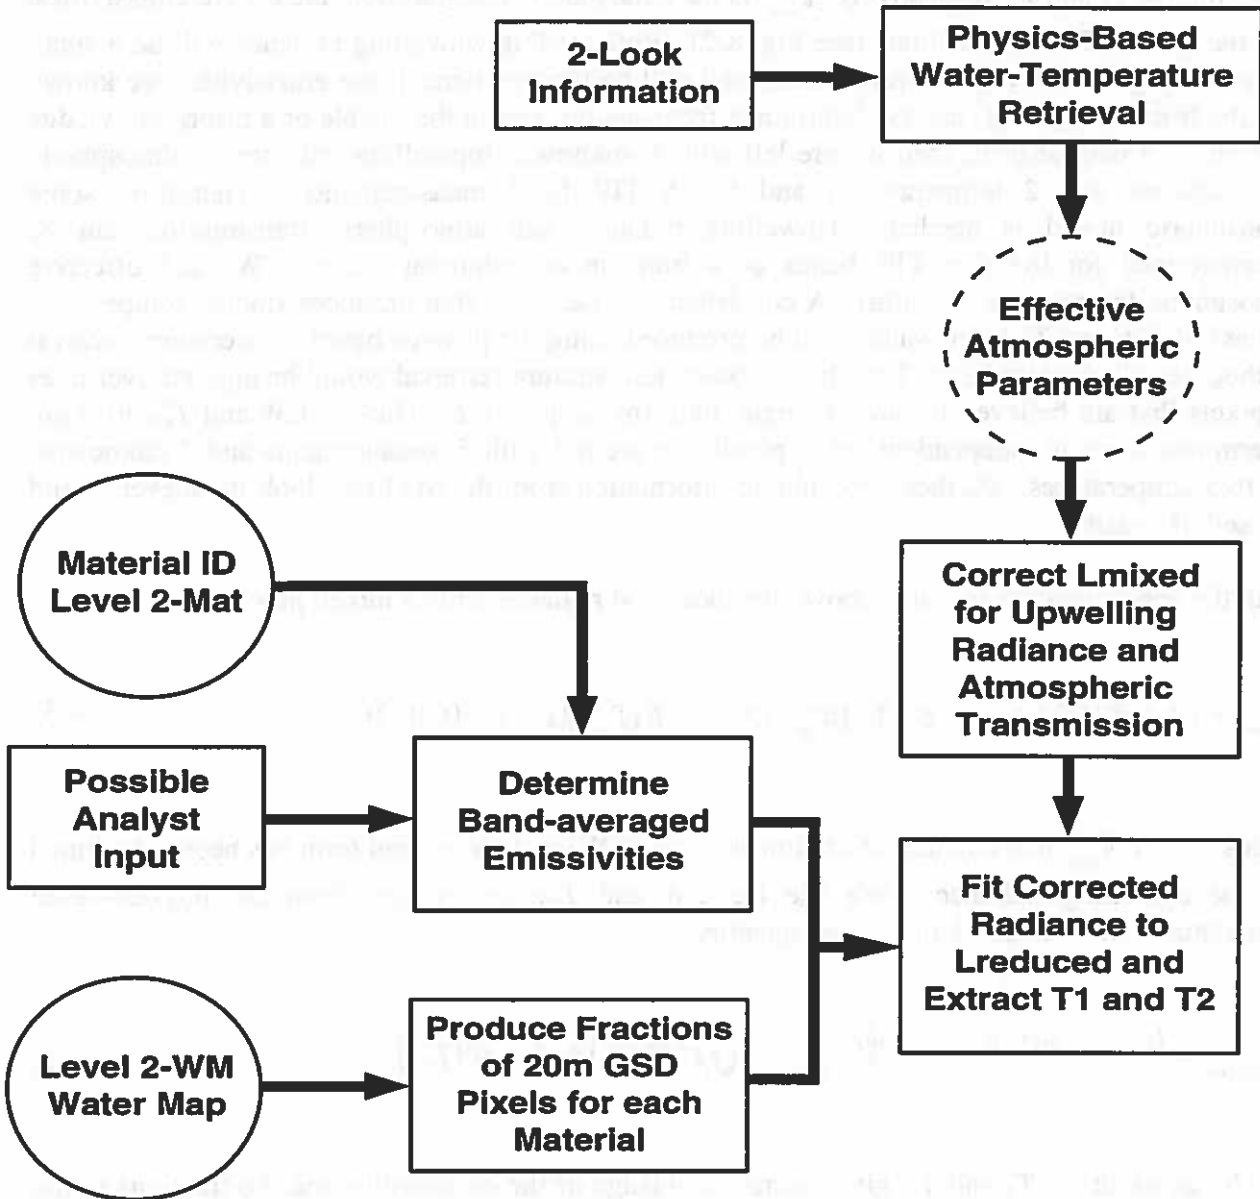 2-Look
Information
Physics-Based
Water-Temperature
Retrieval
Effective
Atmospheric
Parameters
Material ID
Level 2-Mat
Correct Lmixed
for Upwelling
Radiance and
Atmospheric
Transmission
Possible
Analyst
Input
Determine
Band-averaged
Emissivities
Fit Corrected
Radiance to
Lreduced and
Extract T1 and T2
Level 2-WM
Water Map
Produce Fractions
of 20m GSD
Pixels for each
Material